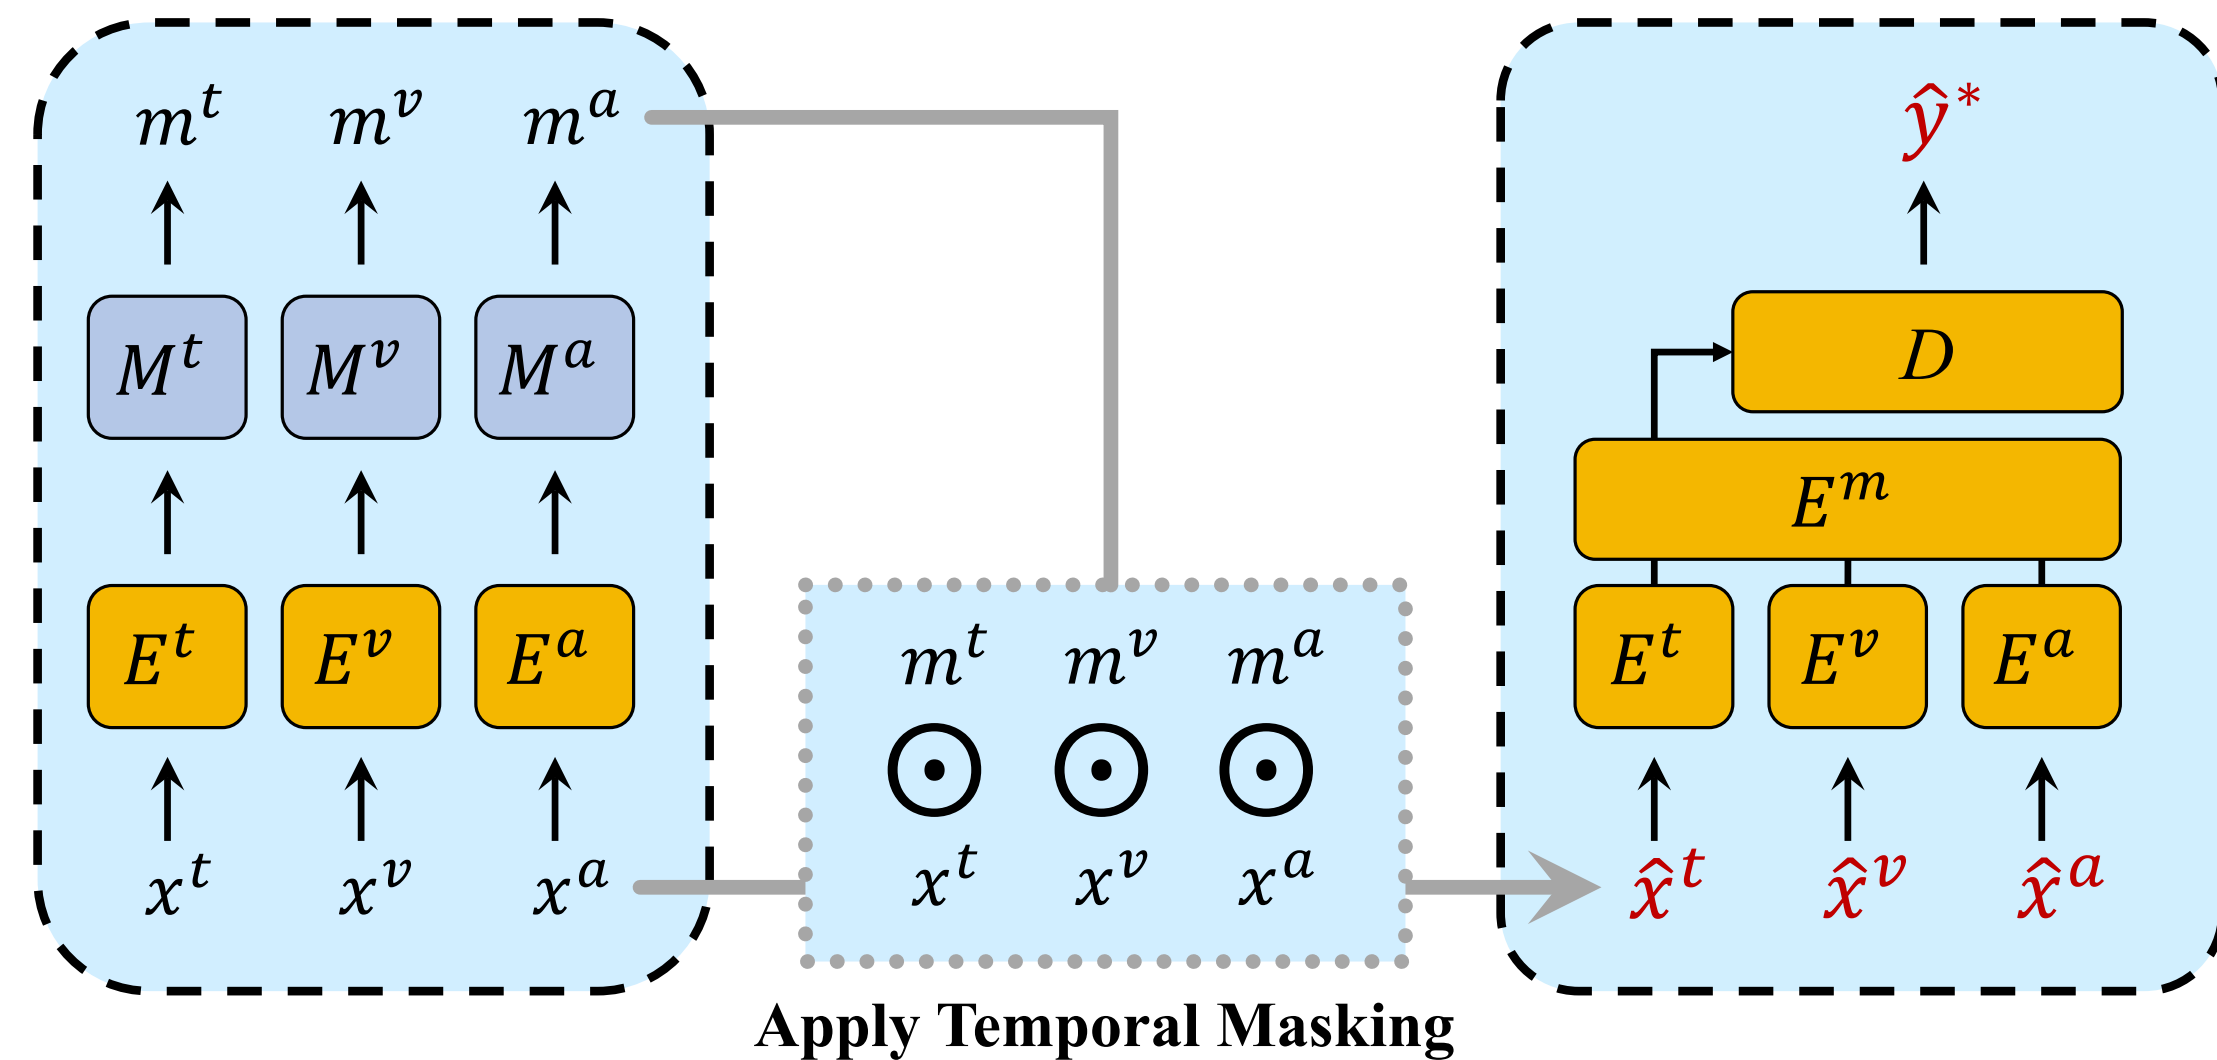 m^t m^v m^a
M^t M^v M^a
E^t E^v E^a
x^t x^v x^a
m^t m^v m^a
⊙ ⊙ ⊙
x^t x^v x^a
Apply Temporal Masking
ŷ*
D
E^m
E^t E^v E^a
x̂^t x̂^v x̂^a